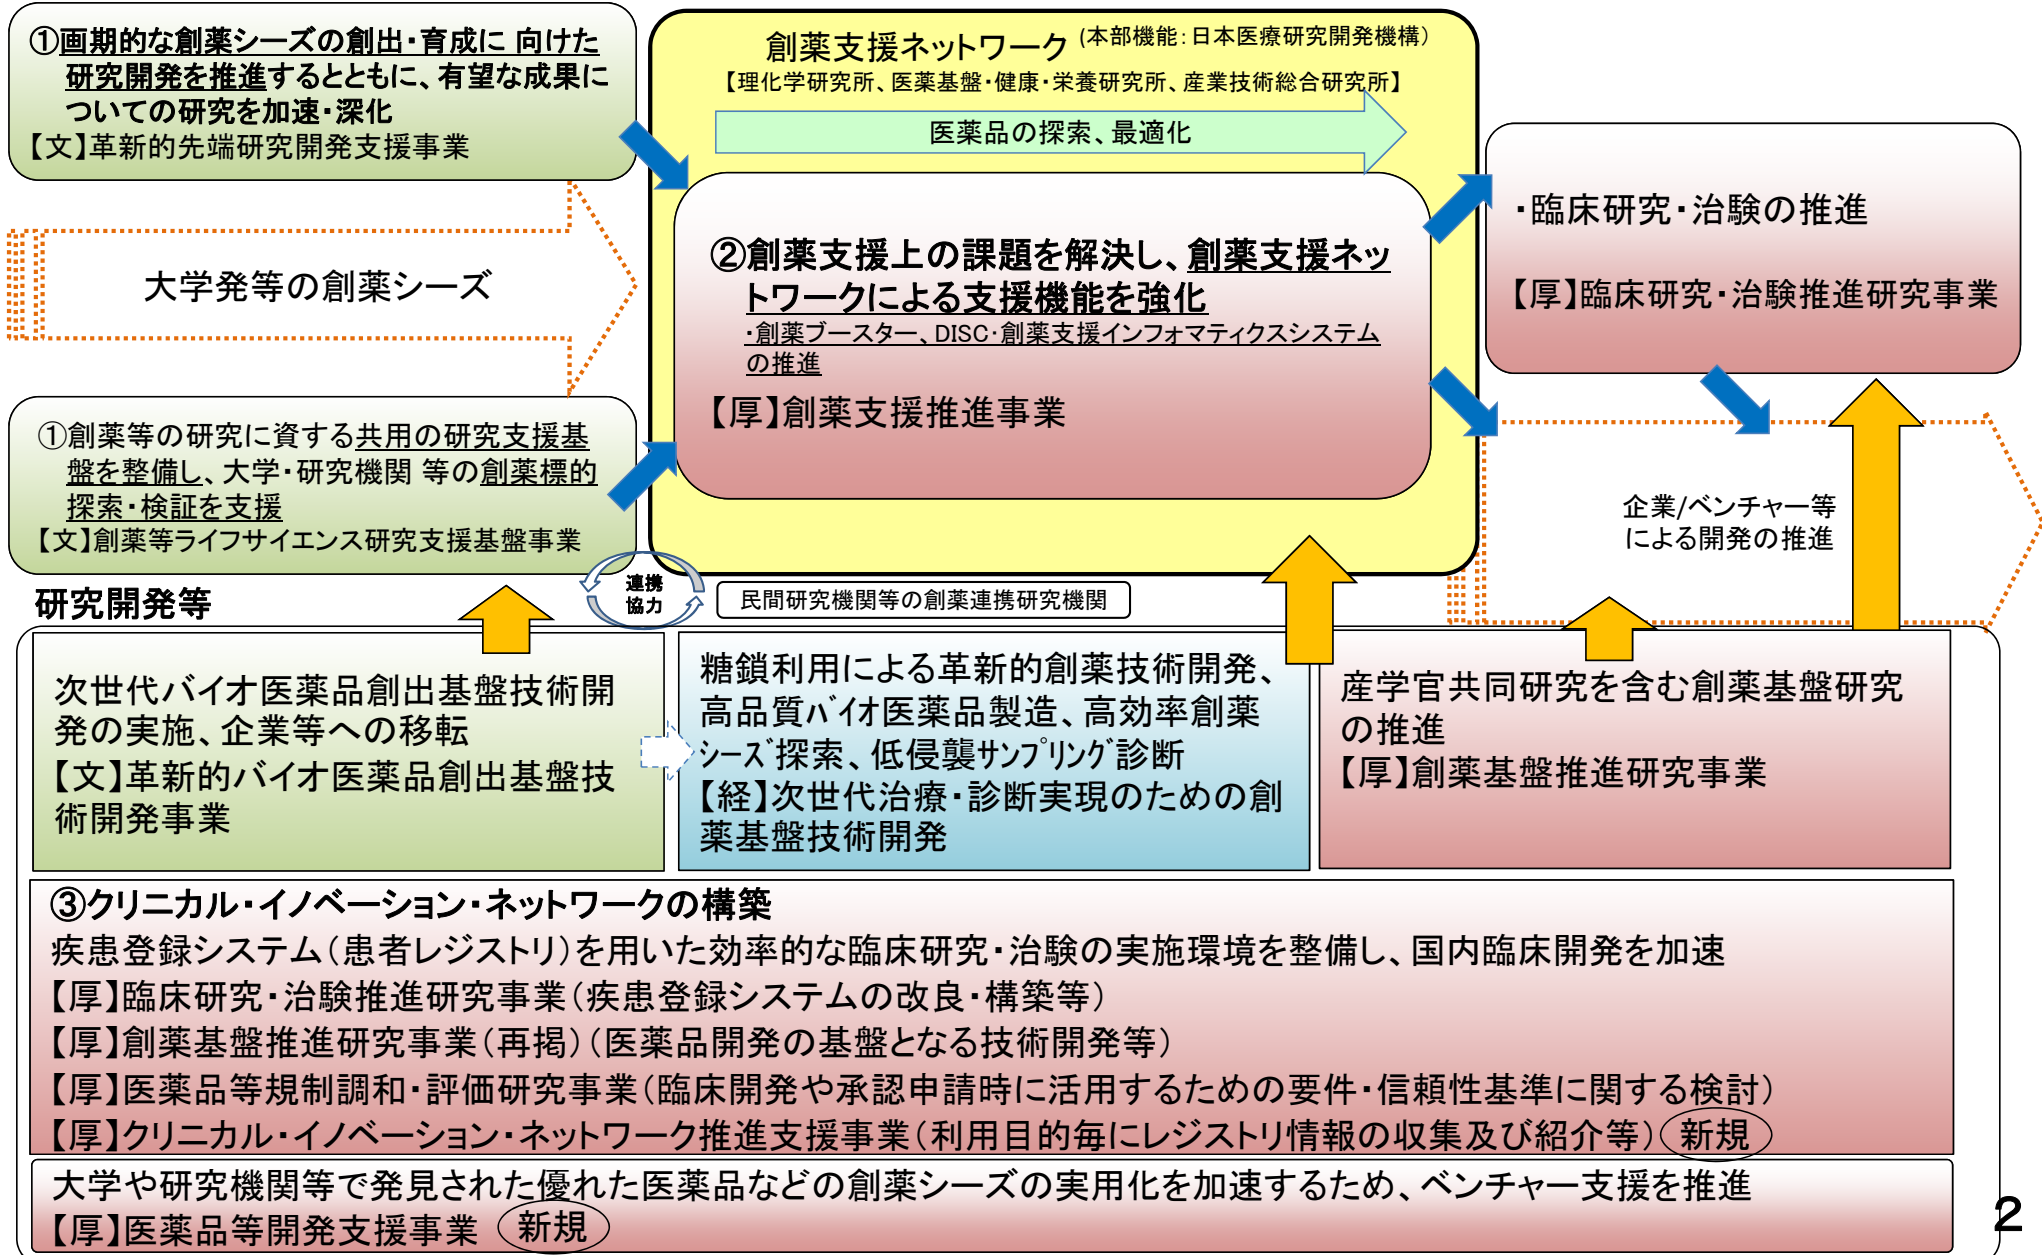 ①画期的な創薬シーズの創出・育成に 向けた
研究開発を推進するとともに、有望な成果に
ついての研究を加速・深化
【文】革新的先端研究開発支援事業
大学発等の創薬シーズ
①創薬等の研究に資する共用の研究支援基
盤を整備し、大学・研究機関 等の創薬標的
探索・検証を支援
【文】創薬等ライフサイエンス研究支援基盤事業
創薬支援ネットワーク (本部機能:日本医療研究開発機構)
【理化学研究所、医薬基盤・健康・栄養研究所、産業技術総合研究所】
医薬品の探索、最適化
②創薬支援上の課題を解決し、創薬支援ネッ
トワークによる支援機能を強化
・創薬ブースター、DISC・創薬支援インフォマティクスシステム
の推進
【厚】創薬支援推進事業
・臨床研究・治験の推進
【厚】臨床研究・治験推進研究事業
企業/ベンチャー等
による開発の推進
連携
協力
民間研究機関等の創薬連携研究機関
研究開発等
次世代バイオ医薬品創出基盤技術開
発の実施、企業等への移転
【文】革新的バイオ医薬品創出基盤技
術開発事業
糖鎖利用による革新的創薬技術開発、
高品質バイオ医薬品製造、高効率創薬
シーズ探索、低侵襲サンプリング診断
【経】次世代治療・診断実現のための創
薬基盤技術開発
産学官共同研究を含む創薬基盤研究
の推進
【厚】創薬基盤推進研究事業
③クリニカル・イノベーション・ネットワークの構築
疾患登録システム(患者レジストリ)を用いた効率的な臨床研究・治験の実施環境を整備し、国内臨床開発を加速
【厚】臨床研究・治験推進研究事業(疾患登録システムの改良・構築等)
【厚】創薬基盤推進研究事業(再掲)(医薬品開発の基盤となる技術開発等)
【厚】医薬品等規制調和・評価研究事業(臨床開発や承認申請時に活用するための要件・信頼性基準に関する検討)
【厚】クリニカル・イノベーション・ネットワーク推進支援事業(利用目的毎にレジストリ情報の収集及び紹介等) 新規
大学や研究機関等で発見された優れた医薬品などの創薬シーズの実用化を加速するため、ベンチャー支援を推進
【厚】医薬品等開発支援事業 新規
2